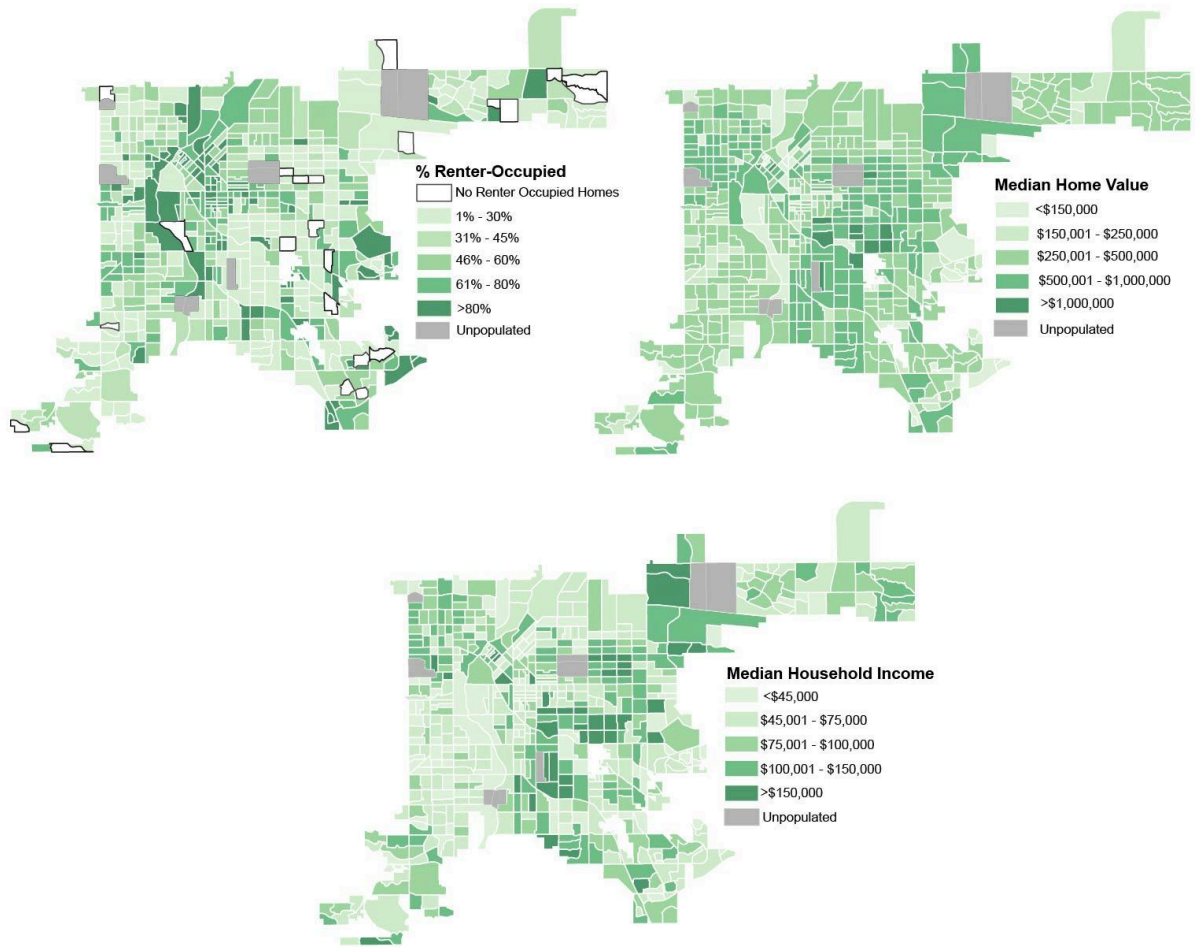 % Renter-Occupied
No Renter Occupied Homes
1% - 30%
31% - 45%
46% - 60%
61% - 80%
>80%
Unpopulated
Median Home Value
<$150,000
$150,001 - $250,000
$250,001 - $500,000
$500,001 - $1,000,000
>$1,000,000
Unpopulated
Median Household Income
<$45,000
$45,001 - $75,000
$75,001 - $100,000
$100,001 - $150,000
>$150,000
Unpopulated